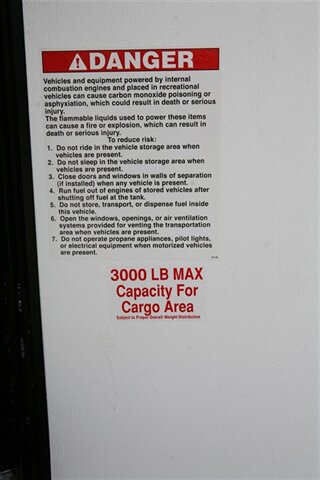 DANGER
Vehicles and equipment powered by internal
combustion engines and placed in recreational
vehicles can cause carbon monoxide poisoning or
asphyxiation, which could result in death or serious
injury.
The flammable liquids used to power these items
can cause a fire or explosion, which can result in
death or serious injury.
To reduce risk:
1. Do not ride in the vehicle storage area when
vehicles are present.
2. Do not sleep in the vehicle storage area when
vehicles are present.
3. Close doors and windows in walls of separation
(if installed) when any vehicle is present.
4. Run fuel out of engines of stored vehicles after
shutting off fuel at the tank.
5. Do not store, transport, or dispense fuel inside
this vehicle.
6. Open the windows, openings, or air ventilation
systems provided for venting the transportation
area when vehicles are present.
7. Do not operate propane appliances, pilot lights,
or electrical equipment when motorized vehicles
are present.
3000 LB MAX
Capacity For
Cargo Area
Subject to Proper Overall Weight Distribution